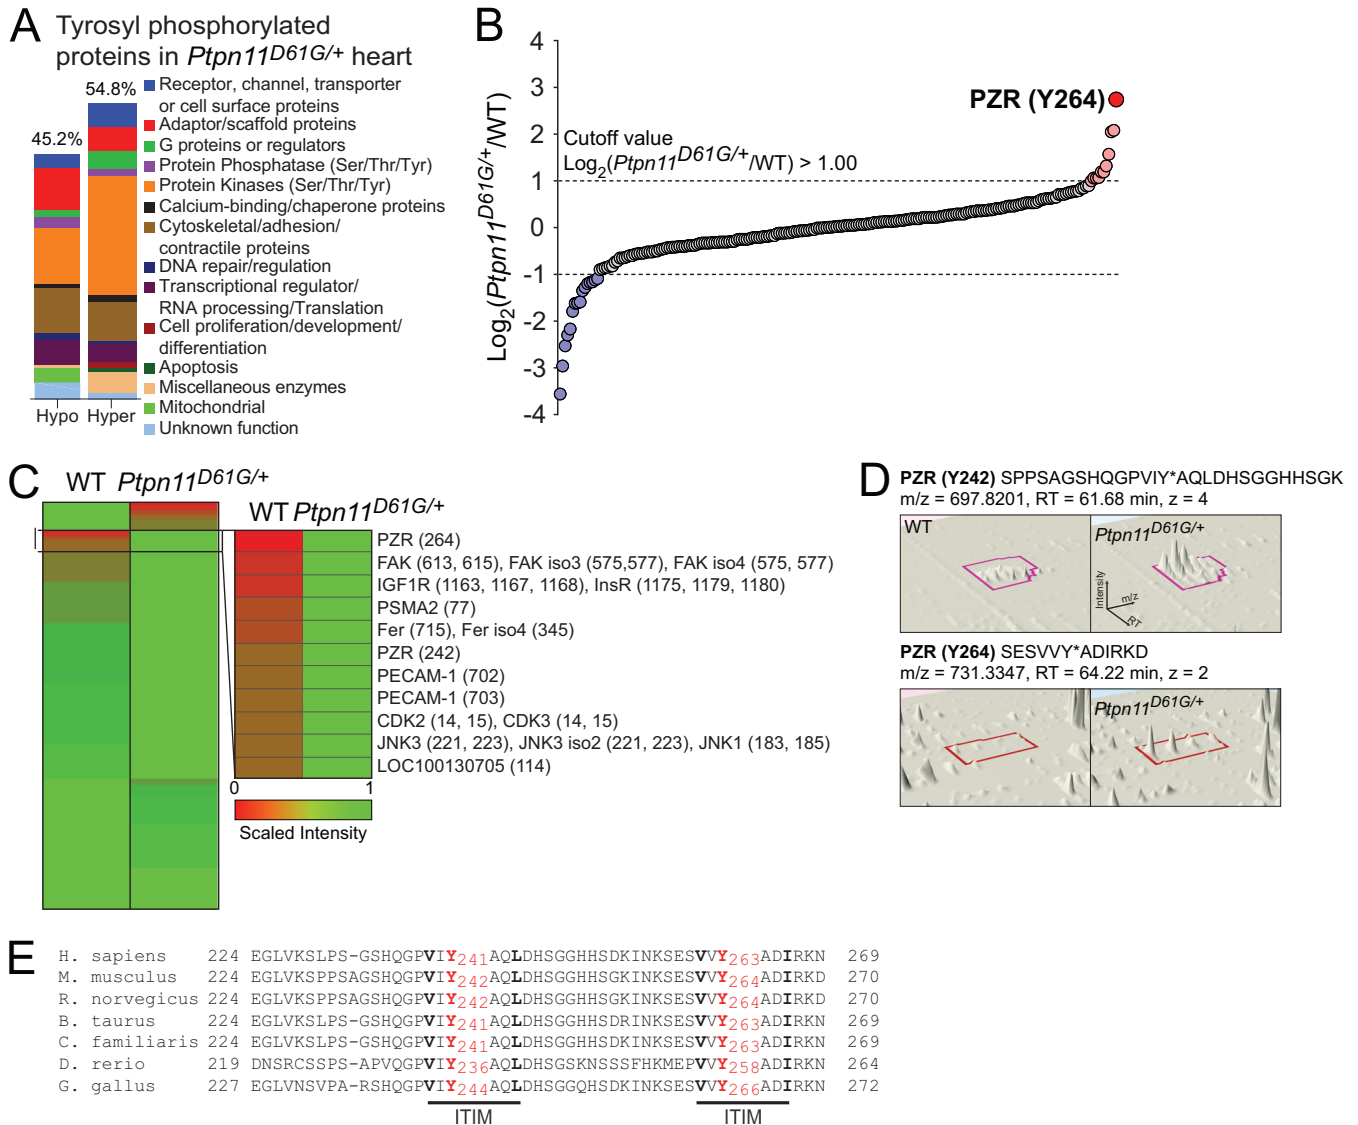 A
Tyrosyl phosphorylated
proteins in Ptpn11D61G/+ heart
54.8%
45.2%
Receptor, channel, transporter
or cell surface proteins
Adaptor/scaffold proteins
G proteins or regulators
Protein Phosphatase (Ser/Thr/Tyr)
Protein Kinases (Ser/Thr/Tyr)
Calcium-binding/chaperone proteins
Cytoskeletal/adhesion/
contractile proteins
DNA repair/regulation
Transcriptional regulator/
RNA processing/Translation
Cell proliferation/development/
differentiation
Apoptosis
Miscellaneous enzymes
Mitochondrial
Unknown function
Hypo Hyper
B
Log2(Ptpn11D61G/+/WT)
4
3
2
1
0
-1
-2
-3
-4
PZR (Y264)
Cutoff value
Log2(Ptpn11D61G/+/WT) > 1.00
C
WT Ptpn11D61G/+
WT Ptpn11D61G/+
PZR (264)
FAK (613, 615), FAK iso3 (575,577), FAK iso4 (575, 577)
IGF1R (1163, 1167, 1168), InsR (1175, 1179, 1180)
PSMA2 (77)
Fer (715), Fer iso4 (345)
PZR (242)
PECAM-1 (702)
PECAM-1 (703)
CDK2 (14, 15), CDK3 (14, 15)
JNK3 (221, 223), JNK3 iso2 (221, 223), JNK1 (183, 185)
LOC100130705 (114)
0 1
Scaled Intensity
D
PZR (Y242) SPPSAGSHQGPVIY*AQLDHSGGHHSGK
m/z = 697.8201, RT = 61.68 min, z = 4
WT
Ptpn11D61G/+
Intensity
m/z
RT
PZR (Y264) SESVVY*ADIRKD
m/z = 731.3347, RT = 64.22 min, z = 2
Ptpn11D61G/+
E
H. sapiens 224 EGLVKSLPS-GSHQGPVIY241AQLDHSGGHHSDKINKSESVVY263ADIRKN 269
M. musculus 224 EGLVKSPPSAGSHQGPVIY242AQLDHSGGHHSGKINKSESVVY264ADIRKD 270
R. norvegicus 224 EGLVKSPPSAGSHQGPVIY242AQLDHSGGHHSGKINKSESVVY264ADIRKD 270
B. taurus 224 EGLVKSLPS-GSHQGPVIY241AQLDHSGGHHSDRINKSESVVY263ADIRKN 269
C. familiaris 224 EGLVKSLPS-GSHQGPVIY241AQLDHSGGHHSDKINKSESVVY263ADIRKN 269
D. rerio 219 DNSRCSSPS-APVQGPVIY236AQLDHSGSKNSSSFHKMEPVVY258ADIRKN 264
G. gallus 227 EGLVNSVPA-RSHQGPVIY244AQLDHSGGQHSDKINKSESVVY266ADIRKN 272
ITIM ITIM